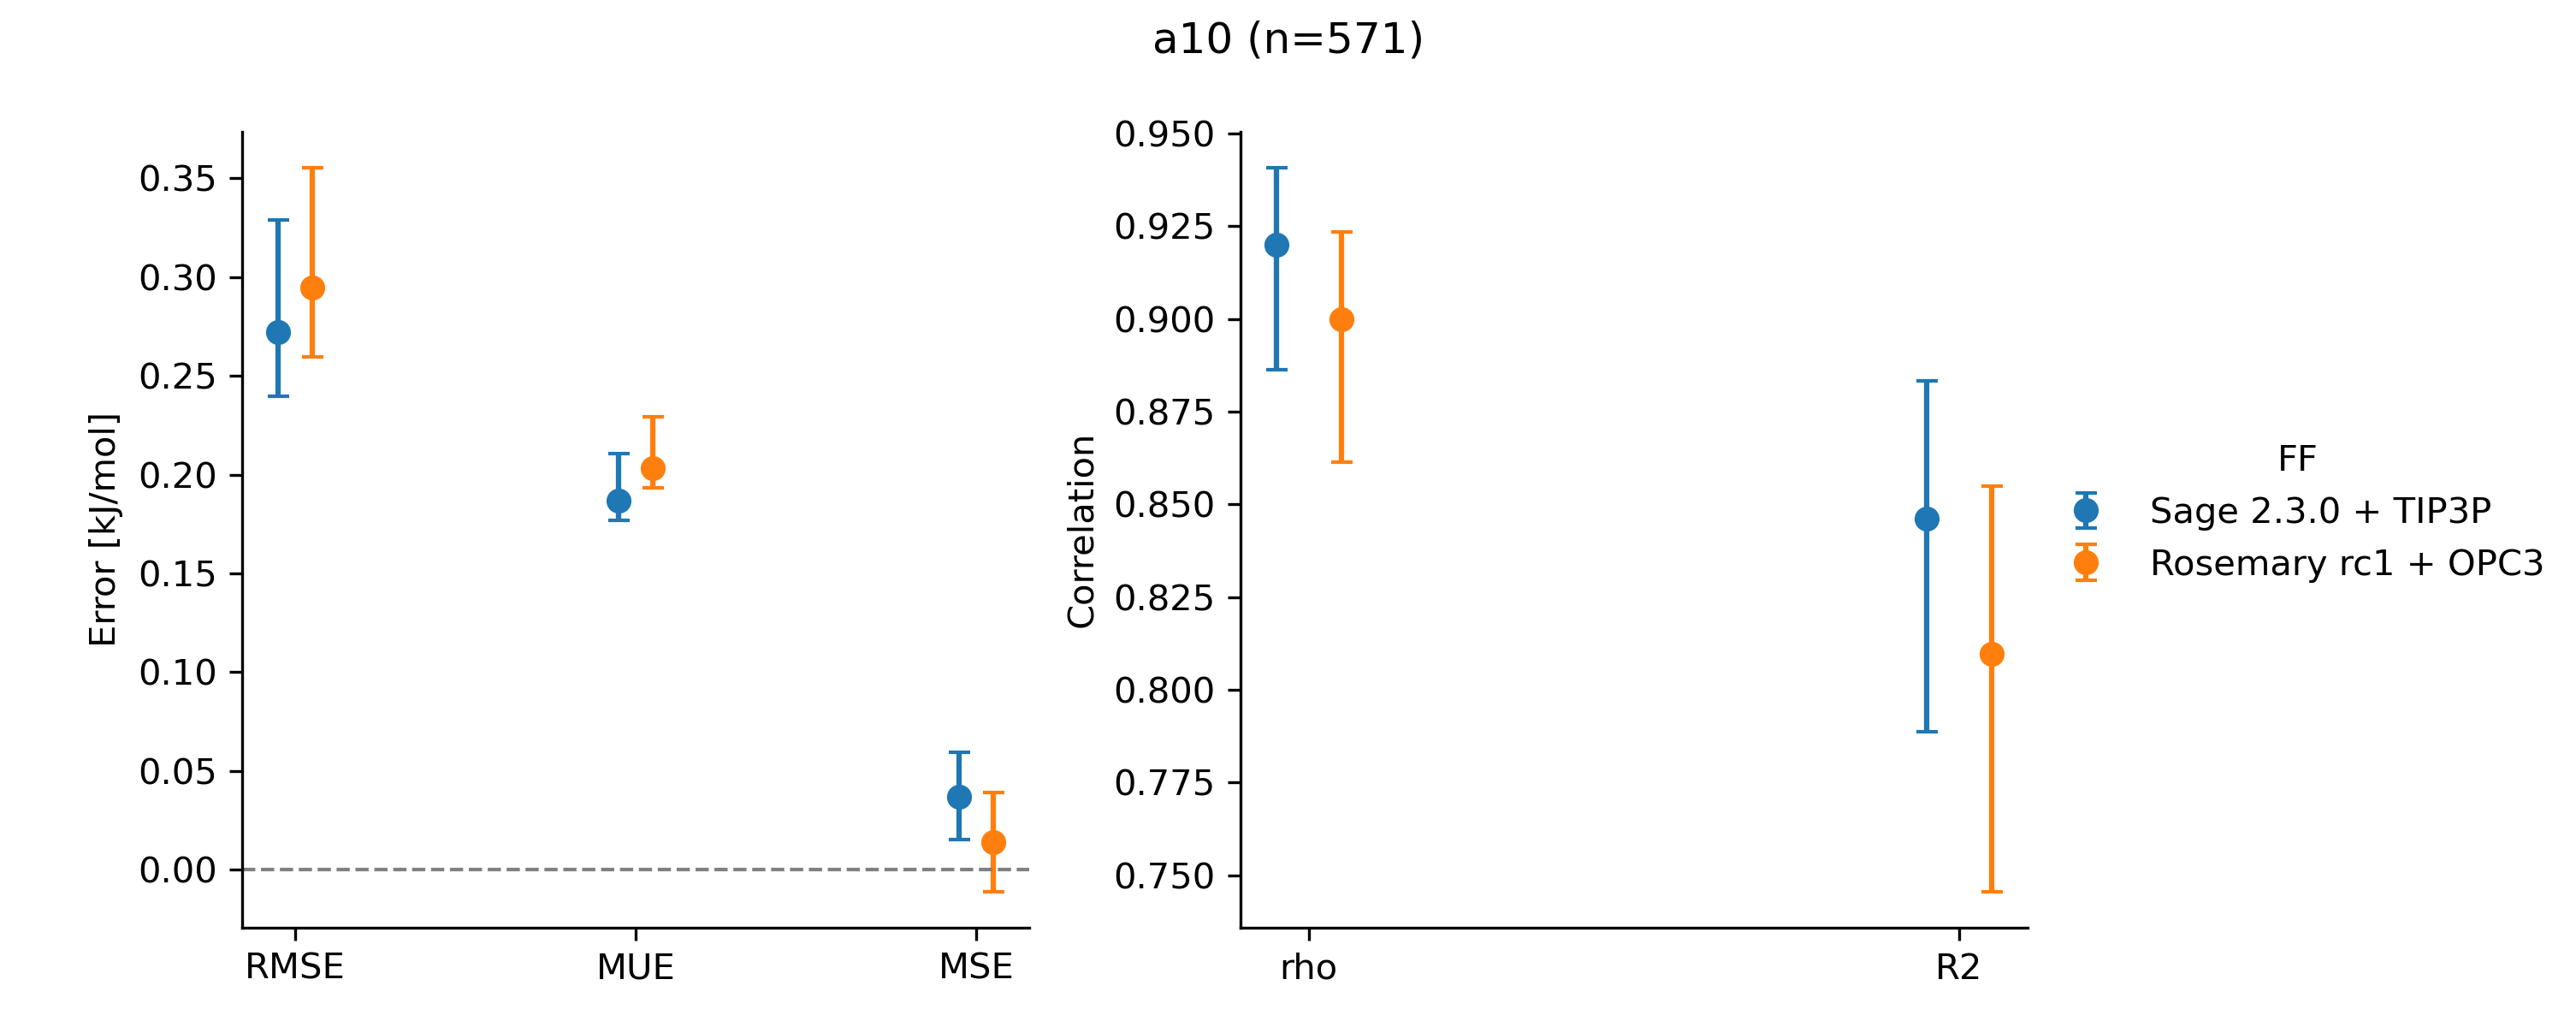 a10 (n=571)
Error [kJ/mol]
0.35
0.30
0.25
0.20
0.15
0.10
0.05
0.00
RMSE
MUE
MSE
Correlation
0.950
0.925
0.900
0.875
0.850
0.825
0.800
0.775
0.750
rho
R2
FF
Sage 2.3.0 + TIP3P
Rosemary rc1 + OPC3